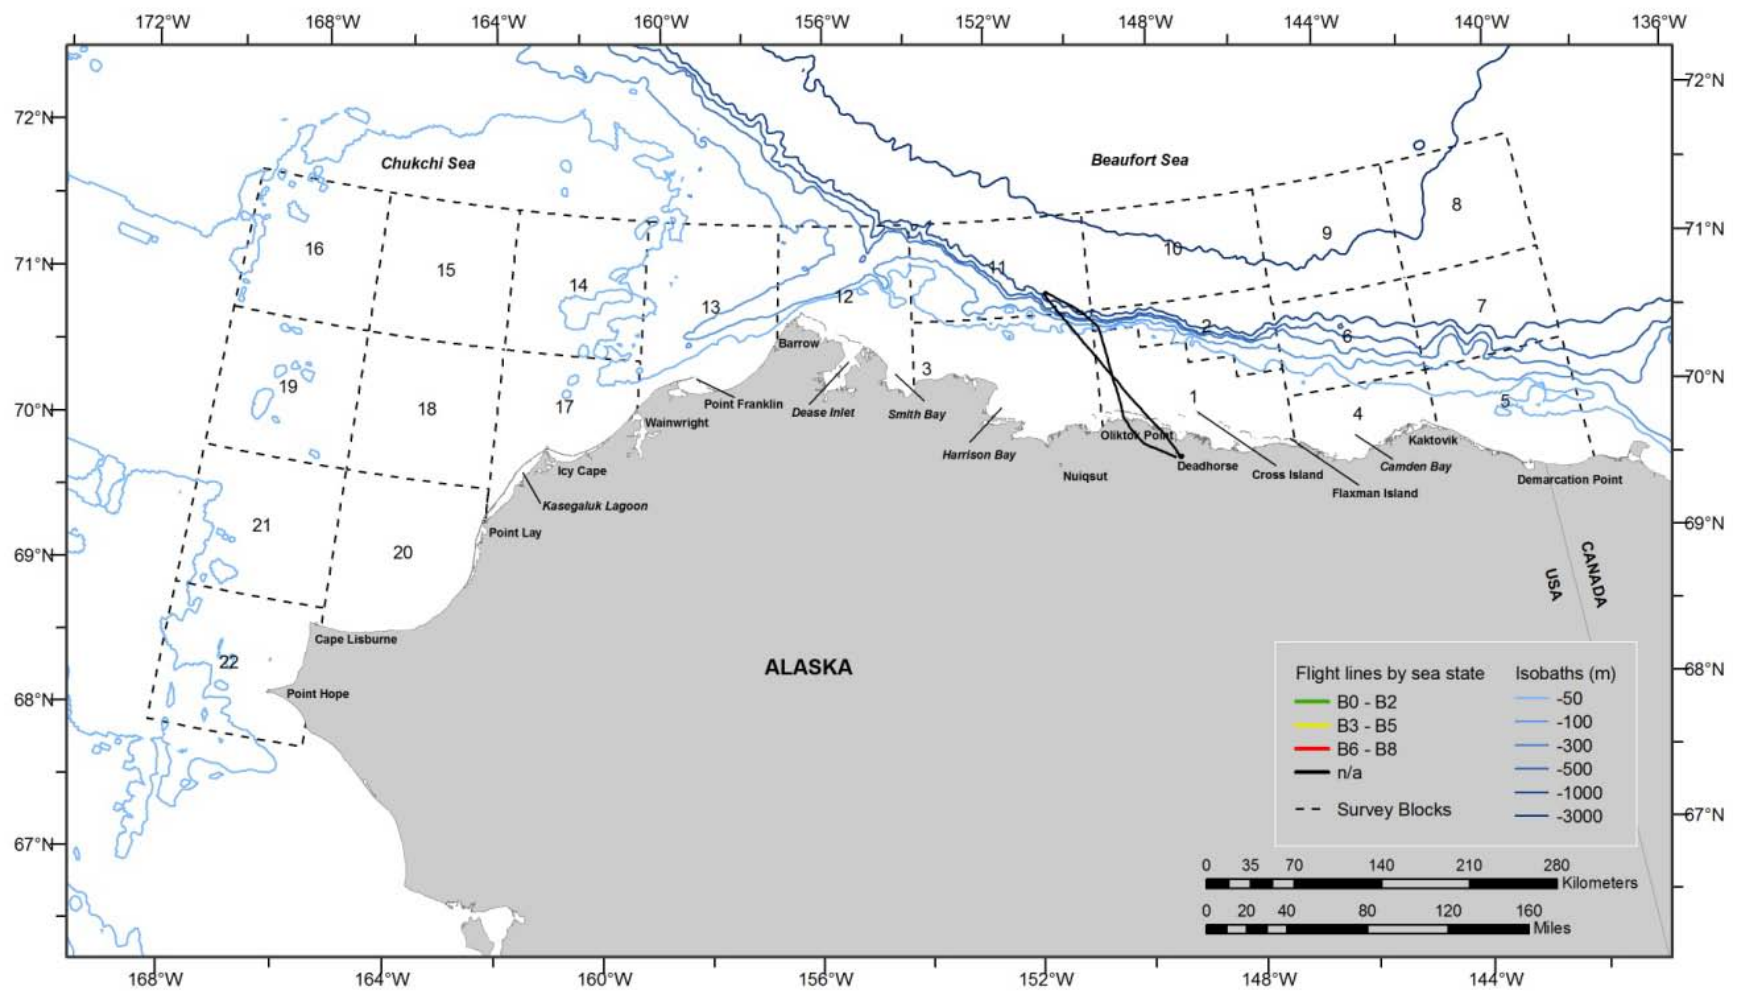 172°W 168°W 164°W 160°W 156°W 152°W 148°W 144°W 140°W 136°W
72°N
72°N
Chukchi Sea
Beaufort Sea
8
71°N
9
16
10
15
11
71°N
14
12
13
7
2
6
70°N
Barrow
3
19
Point Franklin
Dease Inlet
Smith Bay
1
5
70°N
18
17
4
Wainwright
Oliktok Point
Kaktovik
Harrison Bay
Deadhorse
Camden Bay
Icy Cape
Nuiqsut
Cross Island
Demarcation Point
Flaxman Island
Kasegaluk Lagoon
21
69°N
Point Lay
69°N
20
CANADA
USA
Cape Lisburne
22
ALASKA
68°N
Point Hope
68°N
Flight lines by sea state
B0 - B2
B3 - B5
B6 - B8
n/a
Survey Blocks
Isobaths (m)
-50
-100
-300
-500
-1000
-3000
67°N
67°N
0 35 70 140 210 280
Kilometers
0 20 40 80 120 160
Miles
168°W 164°W 160°W 156°W 152°W 148°W 144°W